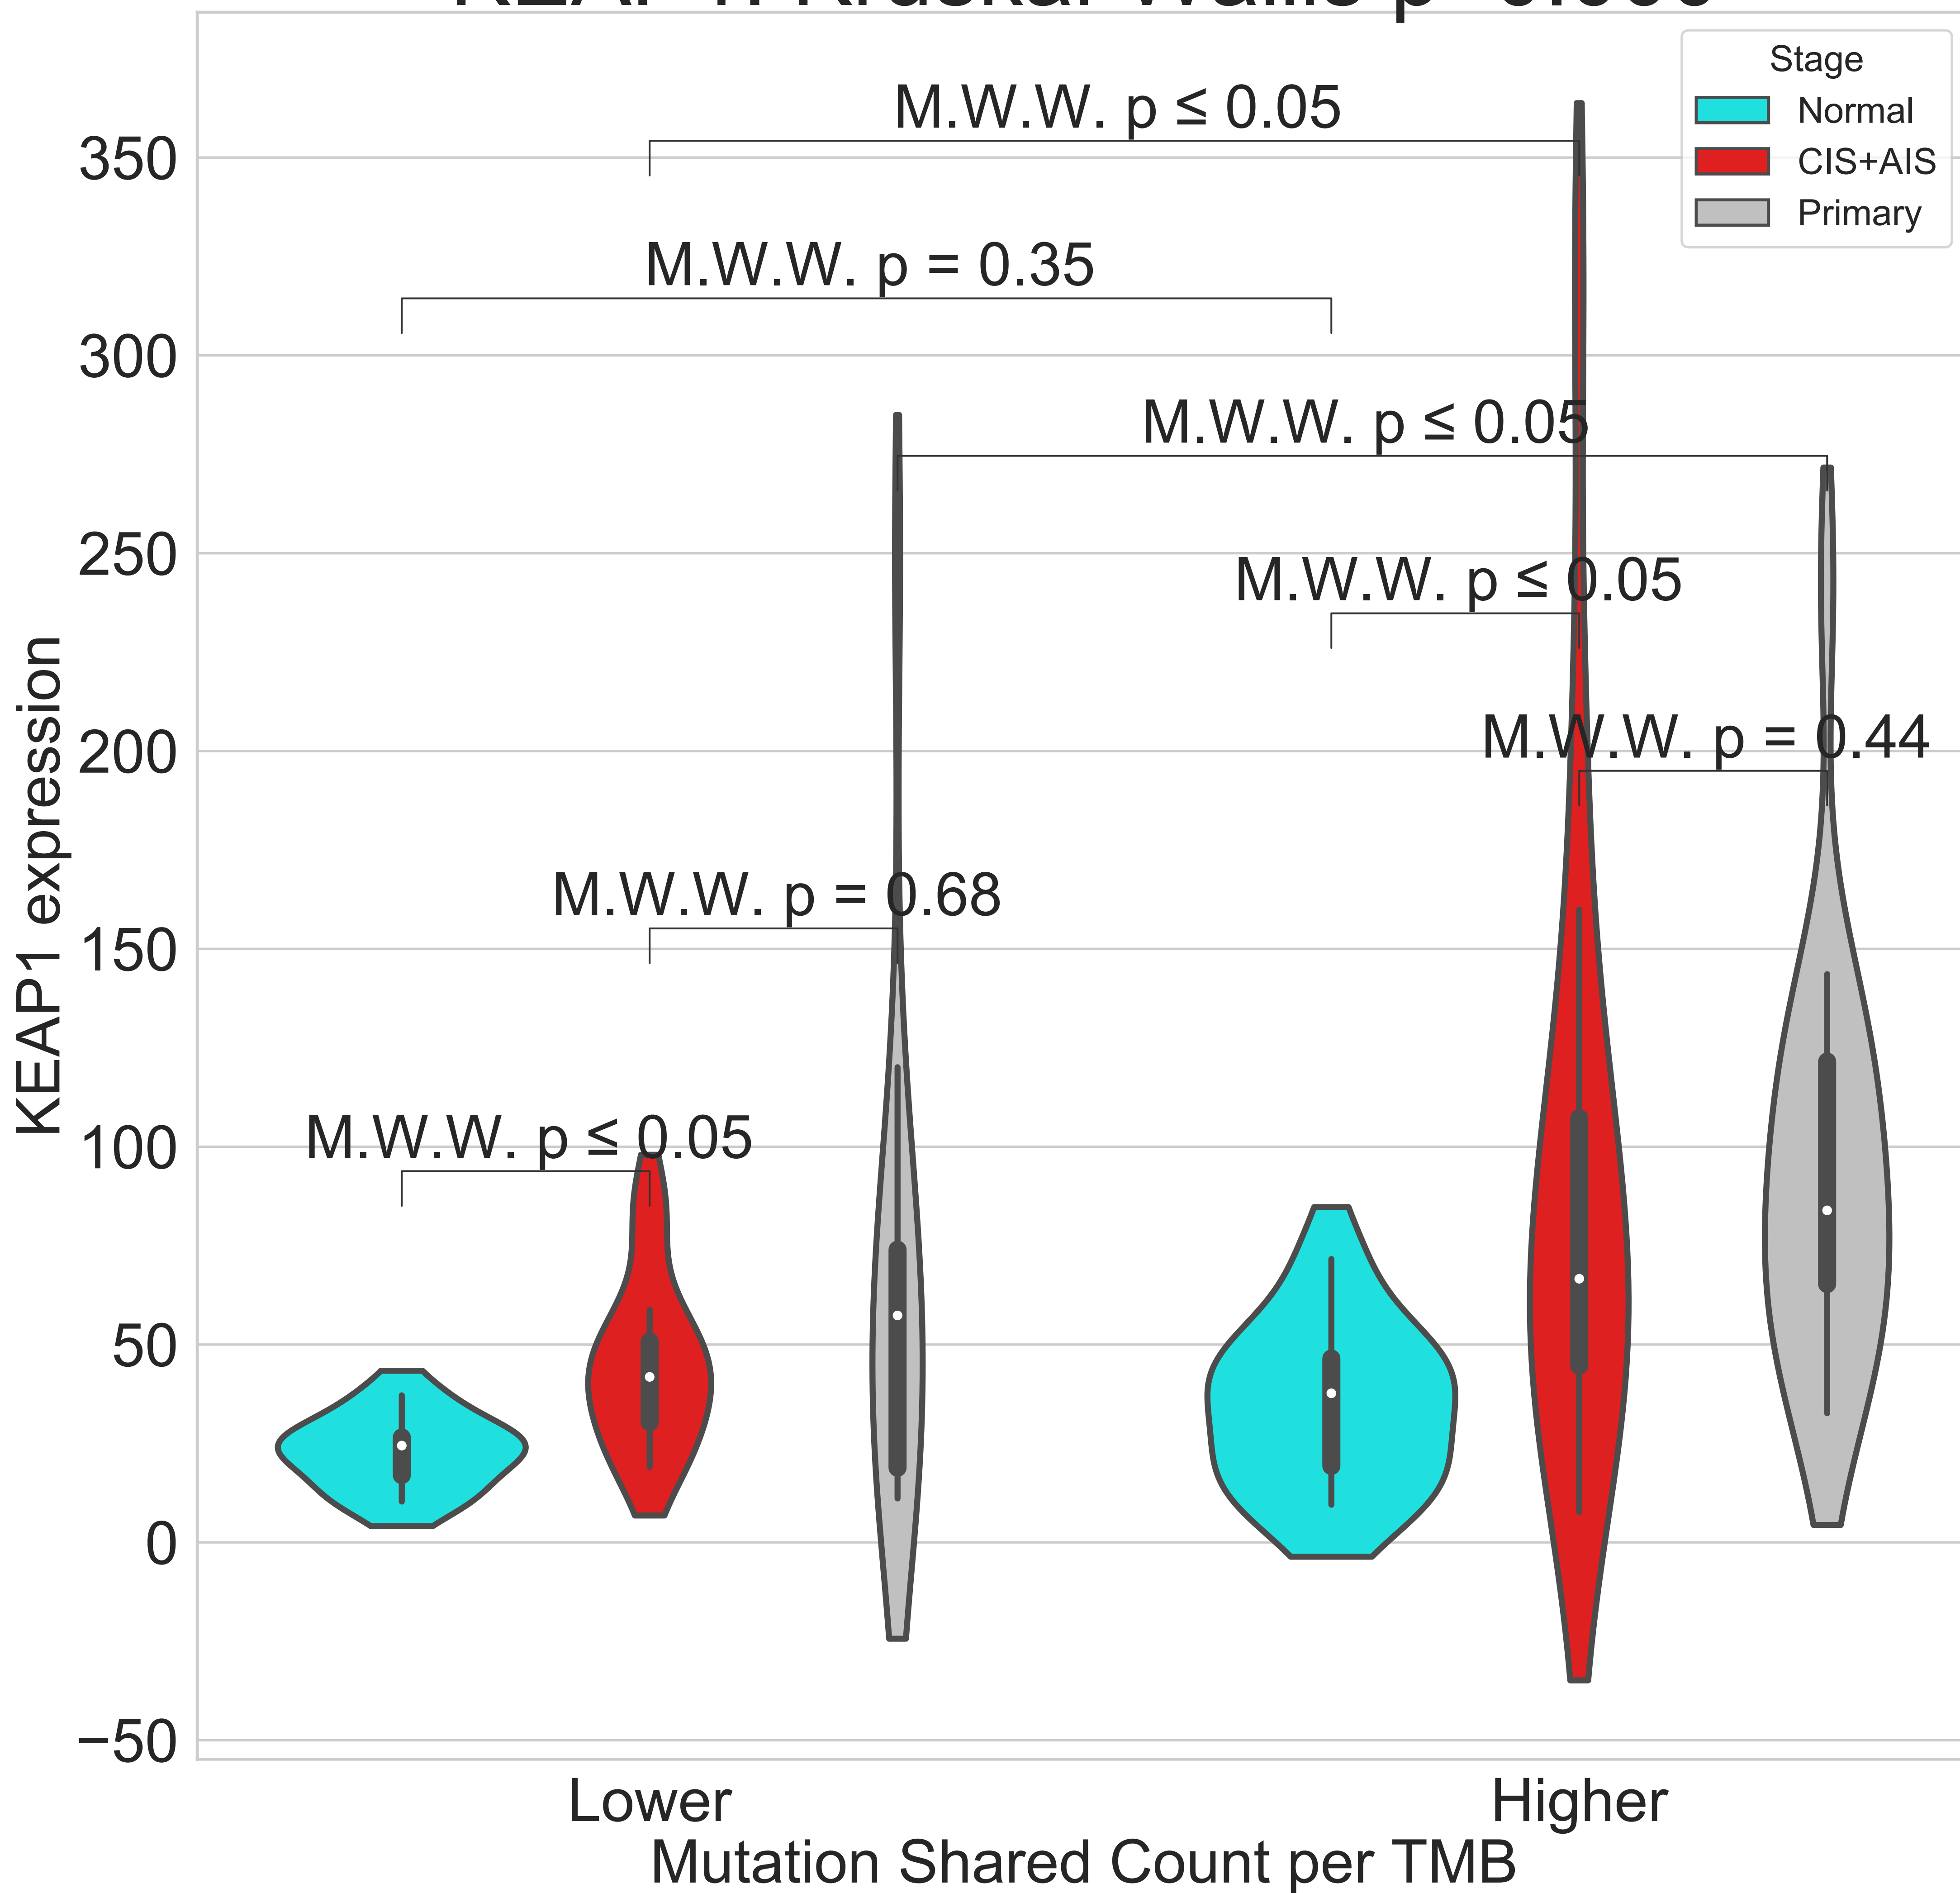 Stage
Normal
CIS+AIS
Primary
M.W.W. p ≤ 0.05
M.W.W. p = 0.35
M.W.W. p ≤ 0.05
M.W.W. p ≤ 0.05
M.W.W. p = 0.44
M.W.W. p = 0.68
M.W.W. p ≤ 0.05
350
300
250
200
150
100
50
0
−50
KEAP1 expression
Lower
Higher
Mutation Shared Count per TMB